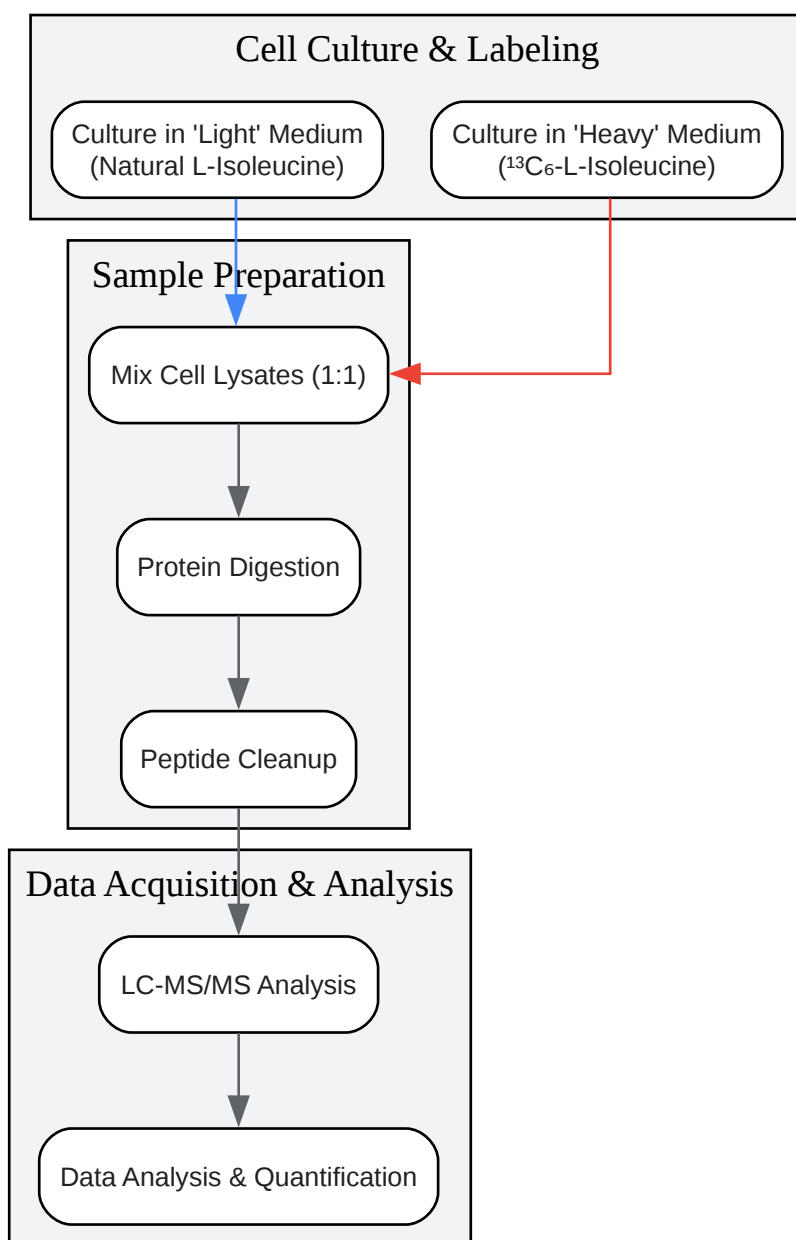 Cell Culture & Labeling
Culture in 'Light' Medium
(Natural L-Isoleucine)
Culture in 'Heavy' Medium
(¹³C₆-L-Isoleucine)
Sample Preparation
Mix Cell Lysates (1:1)
Protein Digestion
Peptide Cleanup
Data Acquisition & Analysis
LC-MS/MS Analysis
Data Analysis & Quantification